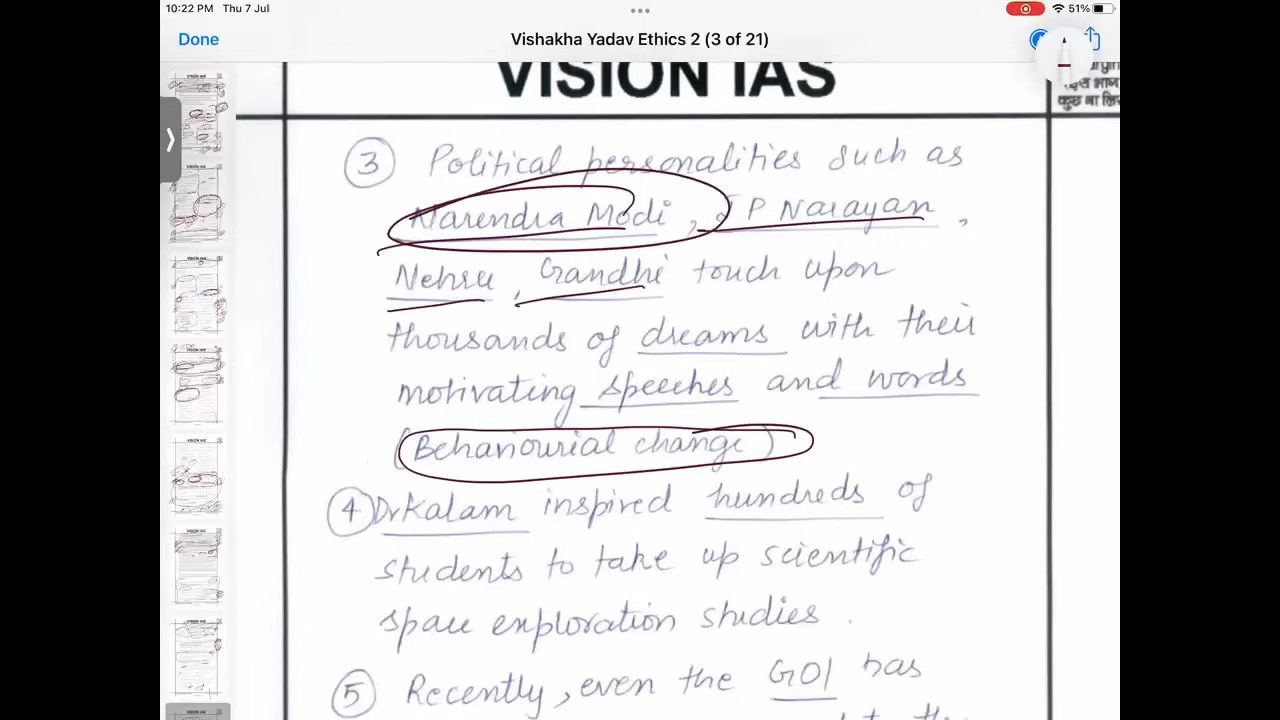 10:22 PM Thu 7 Jul
51%
Done
Vishakha Yadav Ethics 2 (3 of 21)
VISION IAS
③ Political personalities such as
Narendra Modi, J P Narayan,
Nehru, Gandhi touch upon
thousands of dreams with their
motivating speeches and words
(Behaviourial change)
④ Dr Kalam inspired hundreds of
students to take up scientific
space exploration studies.
⑤ Recently, even the GOI has